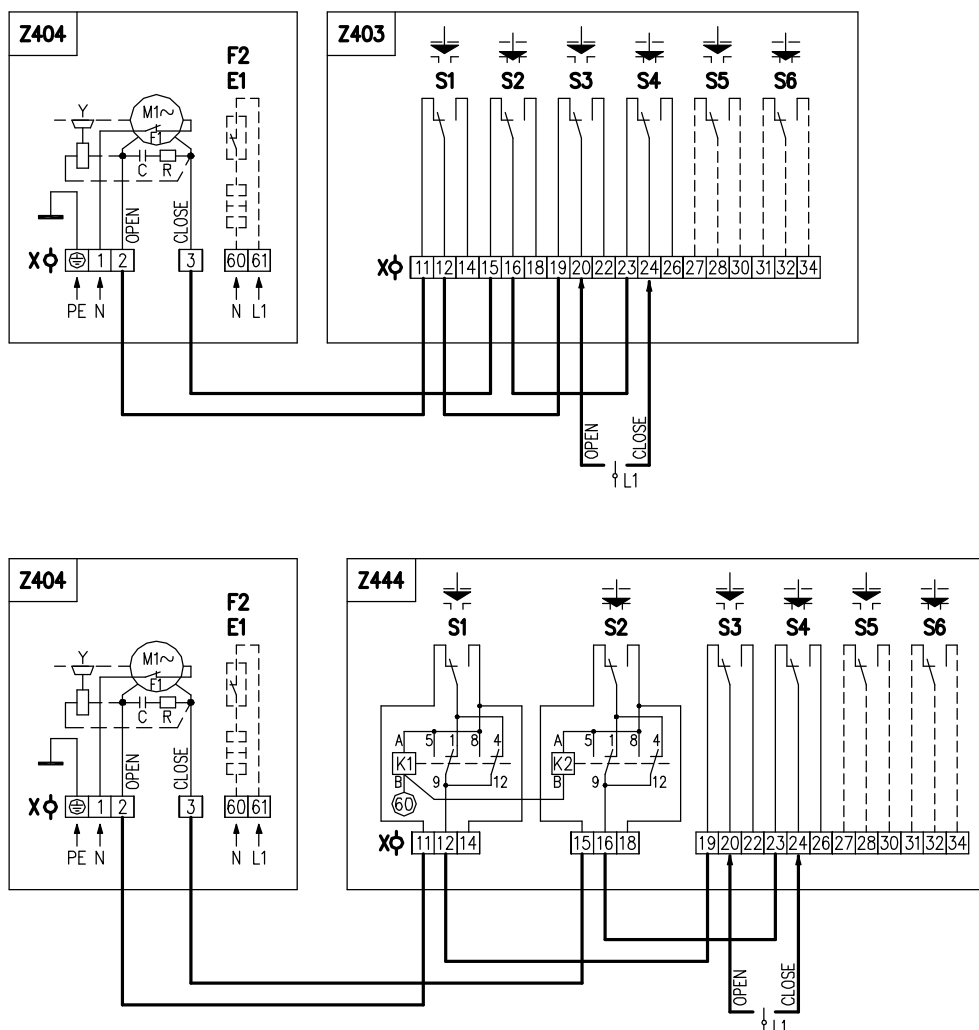 Z404
Z403
F2
E1
S1 S2 S3 S4 S5 S6
Y
M1~
F1
C R
OPEN
CLOSE
X 1 2 3 60 61
PE N N L1
X 11 12 14 15 16 18 19 20 22 23 24 26 27 28 30 31 32 34
OPEN
CLOSE
L1
Z404
Z444
F2
E1
S1 S2 S3 S4 S5 S6
Y
M1~
F1
C R
OPEN
CLOSE
A 5 1 8 4
K1
B 9 12
60
A 5 1 8 4
K2
B 9 12
X 1 2 3 60 61
PE N N L1
X 11 12 14 15 16 18 19 20 22 23 24 26 27 28 30 31 32 34
OPEN
CLOSE
L1